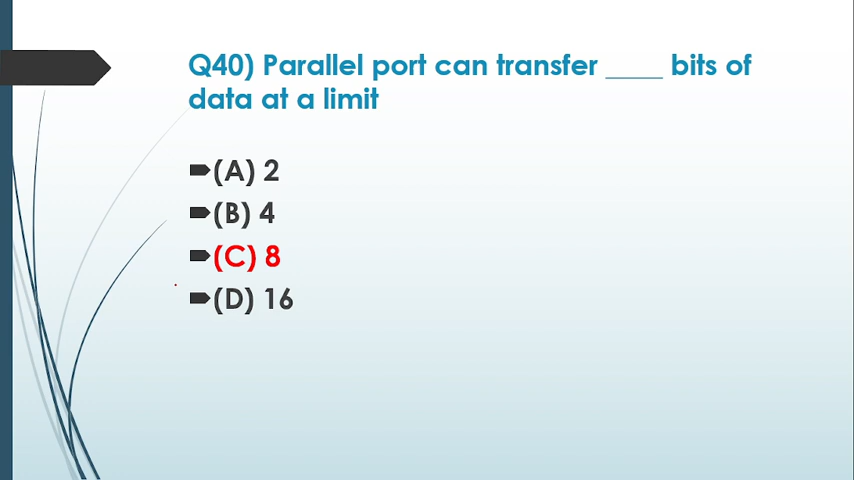 Q40) Parallel port can transfer ____ bits of
data at a limit
(A) 2
(B) 4
(C) 8
(D) 16